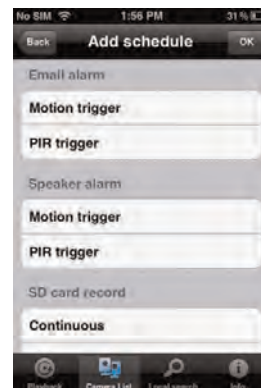 No SIM 1:56 PM 31%
Back Add schedule OK
Email alarm
Motion trigger
PIR trigger
Speaker alarm
Motion trigger
PIR trigger
SD card record
Continuous
Playback Camera List Local search Info